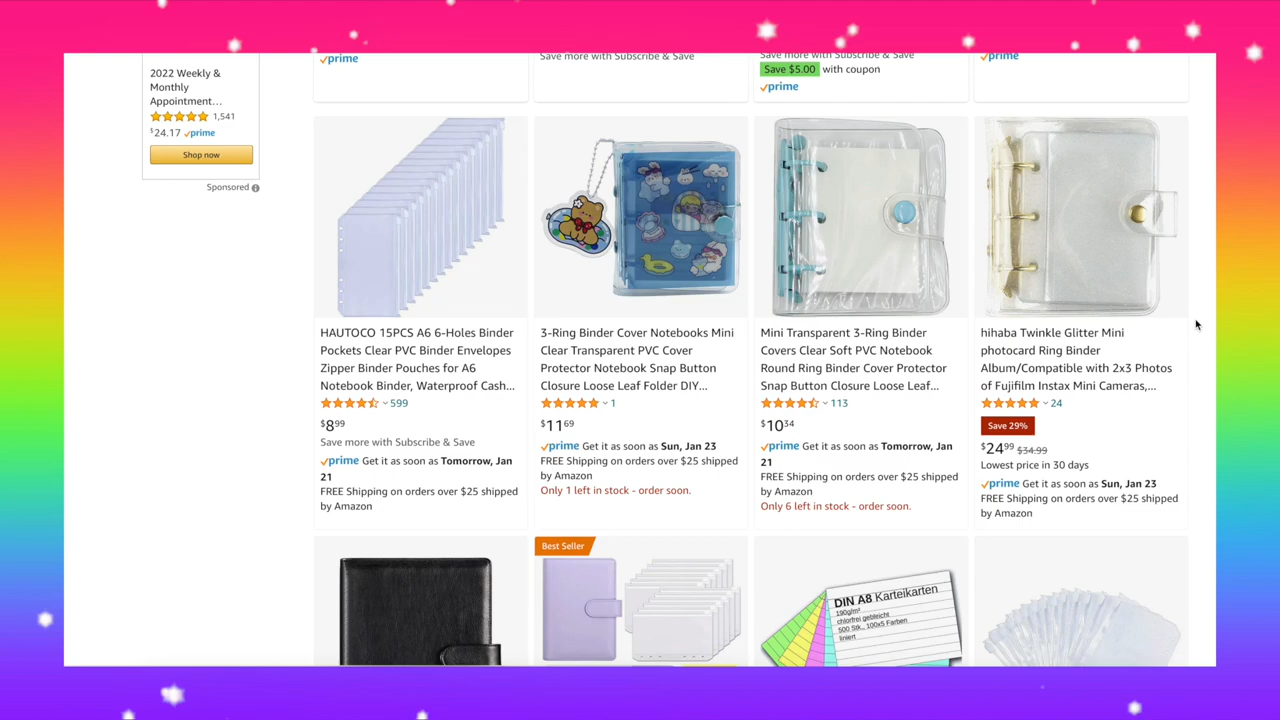 2022 Weekly &
Monthly
Appointment...
1,541
$24.17 prime
Shop now
Sponsored
prime
Save more with Subscribe & Save
Save more with Subscribe & Save
Save $5.00 with coupon
prime
prime
HAUTOCO 15PCS A6 6-Holes Binder
Pockets Clear PVC Binder Envelopes
Zipper Binder Pouches for A6
Notebook Binder, Waterproof Cash...
599
$8.99
Save more with Subscribe & Save
prime Get it as soon as Tomorrow, Jan
21
FREE Shipping on orders over $25 shipped
by Amazon
3-Ring Binder Cover Notebooks Mini
Clear Transparent PVC Cover
Protector Notebook Snap Button
Closure Loose Leaf Folder DIY...
1
$11.69
prime Get it as soon as Sun, Jan 23
FREE Shipping on orders over $25 shipped
by Amazon
Only 1 left in stock - order soon.
Mini Transparent 3-Ring Binder
Covers Clear Soft PVC Notebook
Round Ring Binder Cover Protector
Snap Button Closure Loose Leaf...
113
$10.34
prime Get it as soon as Tomorrow, Jan
21
FREE Shipping on orders over $25 shipped
by Amazon
Only 6 left in stock - order soon.
hihaba Twinkle Glitter Mini
photocard Ring Binder
Album/Compatible with 2x3 Photos
of Fujifilm Instax Mini Cameras,...
24
Save 29%
$24.99 $34.99
Lowest price in 30 days
prime Get it as soon as Sun, Jan 23
FREE Shipping on orders over $25 shipped
by Amazon
Best Seller
DIN A8 Karteikarten
190g/m²
chlorfrei gebleicht
500 Stk., 100x5 Farben
liniert